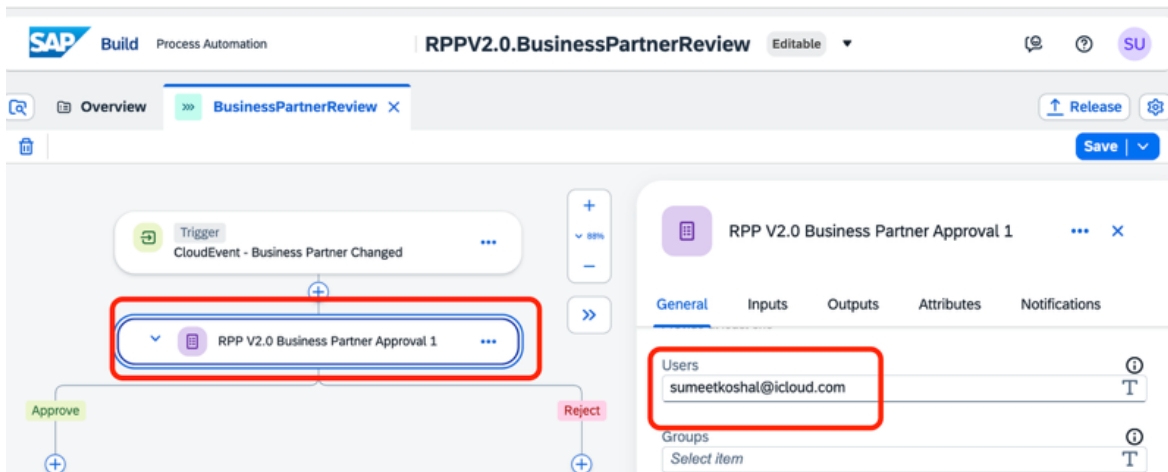 SAP Build Process Automation RPPV2.0.BusinessPartnerReview Editable SU
Overview BusinessPartnerReview Release
Save
Trigger
CloudEvent - Business Partner Changed
88%
RPP V2.0 Business Partner Approval 1
Approve Reject
RPP V2.0 Business Partner Approval 1
General Inputs Outputs Attributes Notifications
Users
sumeetkoshal@icloud.com
T
Groups
Select item
T